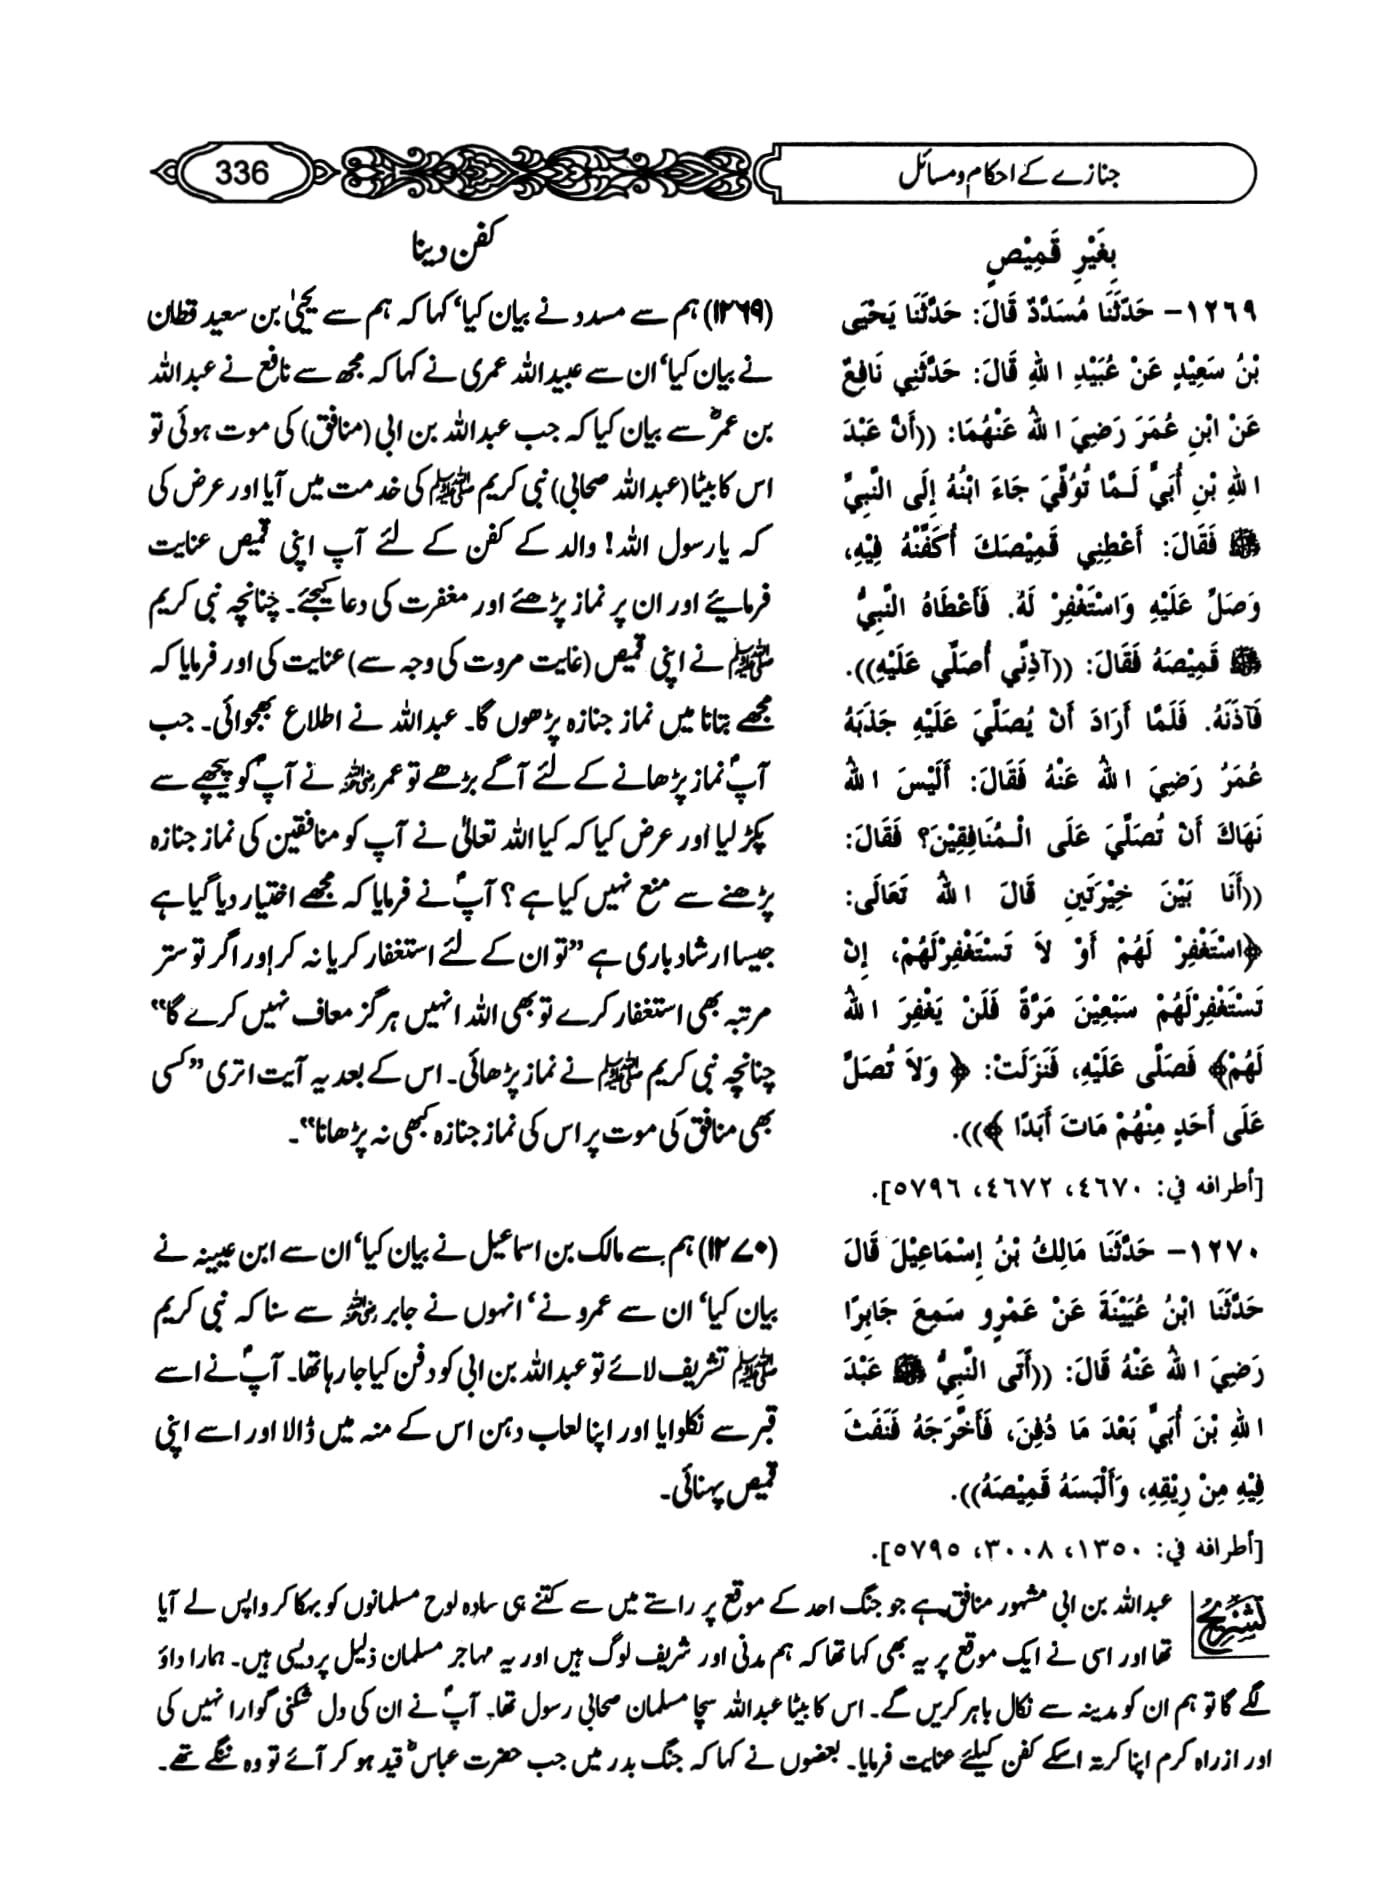 جنازے کے احکام و مسائل
336
بِغَيْرِ قَمِيْصٍ
١٢٦٩- حَدَّثَنَا مُسَدَّدٌ قَالَ: حَدَّثَنَا يَحْيَى
بْنُ سَعِيْدٍ عَنْ عُبَيْدِ اللهِ قَالَ: حَدَّثَنِي نَافِعٌ
عَنْ ابْنِ عُمَرَ رَضِيَ اللهُ عَنْهُمَا: ((أَنَّ عَبْدَ
اللهِ بْنِ أُبَيٍّ لَـمَّا تُوُفِّيَ جَاءَ ابْنُهُ إِلَى النَّبِيِّ
ﷺ فَقَالَ: أَعْطِنِي قَمِيْصَكَ أُكَفِّنْهُ فِيْهِ،
وَصَلِّ عَلَيْهِ وَاسْتَغْفِرْ لَهُ. فَأَعْطَاهُ النَّبِيُّ
ﷺ قَمِيْصَهُ فَقَالَ: ((آذِنِّي أُصَلِّي عَلَيْهِ)).
فَآذَنَهُ. فَلَمَّا أَرَادَ أَنْ يُصَلِّيَ عَلَيْهِ جَذَبَهُ
عُمَرُ رَضِيَ اللهُ عَنْهُ فَقَالَ: أَلَيْسَ اللهُ
نَهَاكَ أَنْ تُصَلِّيَ عَلَى الْـمُنَافِقِيْنَ؟ فَقَالَ:
((أَنَا بَيْنَ خِيْرَتَينِ قَالَ اللهُ تَعَالَى:
﴿اسْتَغْفِرْ لَهُمْ أَوْ لاَ تَسْتَغْفِرْلَهُمْ، إِنْ
تَسْتَغْفِرْلَهُمْ سَبْعِيْنَ مَرَّةً فَلَنْ يَغْفِرَ اللهُ
لَهُمْ﴾ فَصَلَّى عَلَيْهِ، فَنَزَلَتْ: ﴿ وَلاَ تُصَلِّ
عَلَى أَحَدٍ مِنْهُمْ مَاتَ أَبَدًا ﴾)).
[أطرافه في: ٤٦٧٠، ٤٦٧٢، ٥٧٩٦].
١٢٧٠- حَدَّثَنَا مَالِكُ بْنُ إِسْمَاعِيْلَ قَالَ
حَدَّثَنَا ابْنُ عُيَيْنَةَ عَنْ عَمْرٍو سَمِعَ جَابِرًا
رَضِيَ اللهُ عَنْهُ قَالَ: ((أَتَى النَّبِيُّ ﷺ عَبْدَ
اللهِ بْنَ أُبَيٍّ بَعْدَ مَا دُفِنَ، فَأَخْرَجَهُ فَنَفَثَ
فِيْهِ مِنْ رِيْقِهِ، وَأَلْبَسَهُ قَمِيْصَهُ)).
[أطرافه في: ١٣٥٠، ٣٠٠٨، ٥٧٩٥].
کفن دینا
(۱۲۶۹) ہم سے مسدد نے بیان کیا' کہا کہ ہم سے یحییٰ بن سعید قطان
نے بیان کیا' ان سے عبیداللہ عمری نے کہا کہ مجھ سے نافع نے عبداللہ
بن عمرؓ سے بیان کیا کہ جب عبداللہ بن ابی (منافق) کی موت ہوئی تو
اس کا بیٹا (عبداللہ صحابی) نبی کریم ﷺ کی خدمت میں آیا اور عرض کی
کہ یا رسول اللہ! والد کے کفن کے لئے آپ اپنی قمیص عنایت
فرمائیے اور ان پر نماز پڑھئے اور مغفرت کی دعا کیجئے۔ چنانچہ نبی کریم
ﷺ نے اپنی قمیص (غایت مروت کی وجہ سے) عنایت کی اور فرمایا کہ
مجھے بتانا میں نماز جنازہ پڑھوں گا۔ عبداللہ نے اطلاع بھجوائی۔ جب
آپؐ نماز پڑھانے کے لئے آگے بڑھے تو عمر رضی اللہ عنہ نے آپؐ کو پیچھے سے
پکڑ لیا اور عرض کیا کہ کیا اللہ تعالیٰ نے آپ کو منافقین کی نماز جنازہ
پڑھنے سے منع نہیں کیا ہے؟ آپؐ نے فرمایا کہ مجھے اختیار دیا گیا ہے
جیسا ارشاد باری ہے "تو ان کے لئے استغفار کر یا نہ کر اور اگر تو ستر
مرتبہ بھی استغفار کرے تو بھی اللہ انہیں ہرگز معاف نہیں کرے گا"
چنانچہ نبی کریم ﷺ نے نماز پڑھائی۔ اس کے بعد یہ آیت اتری "کسی
بھی منافق کی موت پر اس کی نماز جنازہ کبھی نہ پڑھانا"۔
(۱۲۷۰) ہم سے مالک بن اسماعیل نے بیان کیا' ان سے ابن عیینہ نے
بیان کیا' ان سے عمرو نے' انہوں نے جابر رضی اللہ عنہ سے سنا کہ نبی کریم
ﷺ تشریف لائے تو عبداللہ بن ابی کو دفن کیا جا رہا تھا۔ آپؐ نے اسے
قبر سے نکلوایا اور اپنا لعاب دہن اس کے منہ میں ڈالا اور اسے اپنی
قمیص پہنائی۔
تشریح عبداللہ بن ابی مشہور منافق ہے جو جنگ احد کے موقع پر راستے میں سے کتنے ہی سادہ لوح مسلمانوں کو بہکا کر واپس لے آیا
تھا اور اسی نے ایک موقع پر یہ بھی کہا تھا کہ ہم مدنی اور شریف لوگ ہیں اور یہ مہاجر مسلمان ذلیل پردیسی ہیں۔ ہمارا داؤ
لگے گا تو ہم ان کو مدینہ سے نکال باہر کریں گے۔ اس کا بیٹا عبداللہ سچا مسلمان صحابی رسول تھا۔ آپؐ نے ان کی دل شکنی گوارا نہیں کی
اور ازراہ کرم اپنا کرتہ اسکے کفن کیلئے عنایت فرمایا۔ بعضوں نے کہا کہ جنگ بدر میں جب حضرت عباسؓ قید ہو کر آئے تو وہ ننگے تھے۔